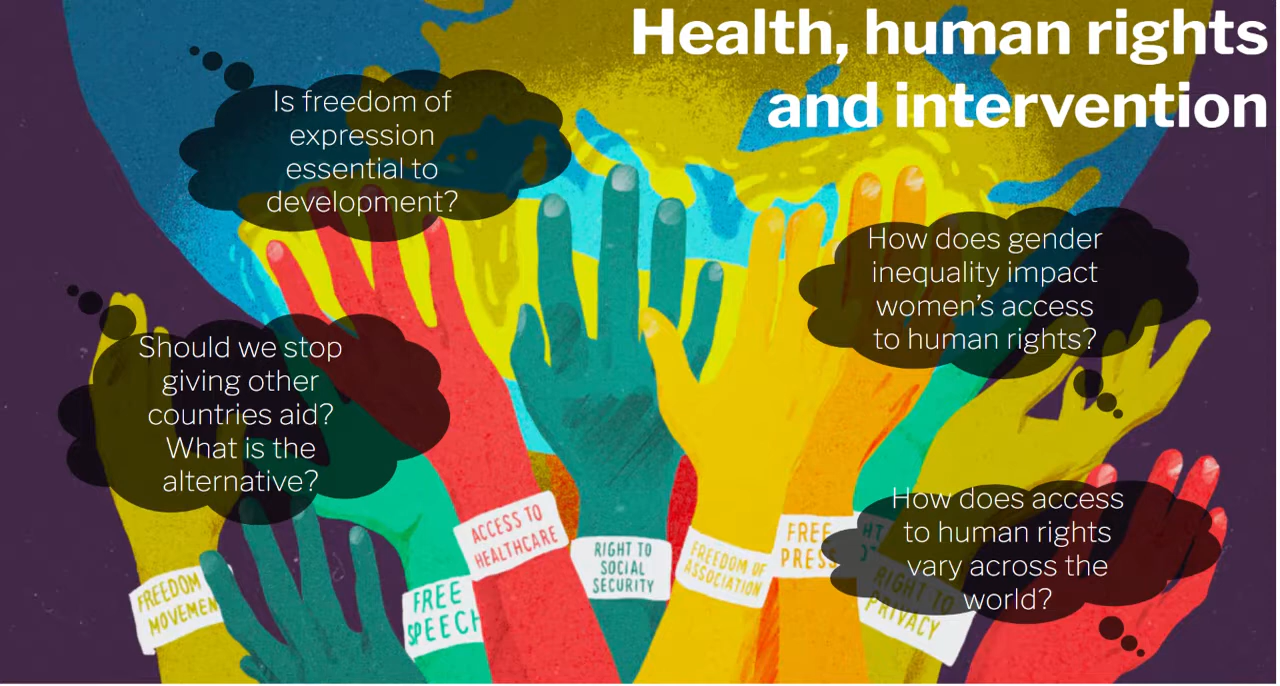 Health, human rights
and intervention
Is freedom of
expression
essential to
development?
How does gender
inequality impact
women's access
to human rights?
Should we stop
giving other
countries aid?
What is the
alternative?
How does access
to human rights
vary across the
world?
FREEDOM
MOVEMEN
FREE
SPEECH
ACCESS TO
HEALTHCARE
RIGHT TO
SOCIAL
SECURITY
FREEDOM OF
ASSOCIATION
FREE
PRESS
RIGHT TO
PRIVACY